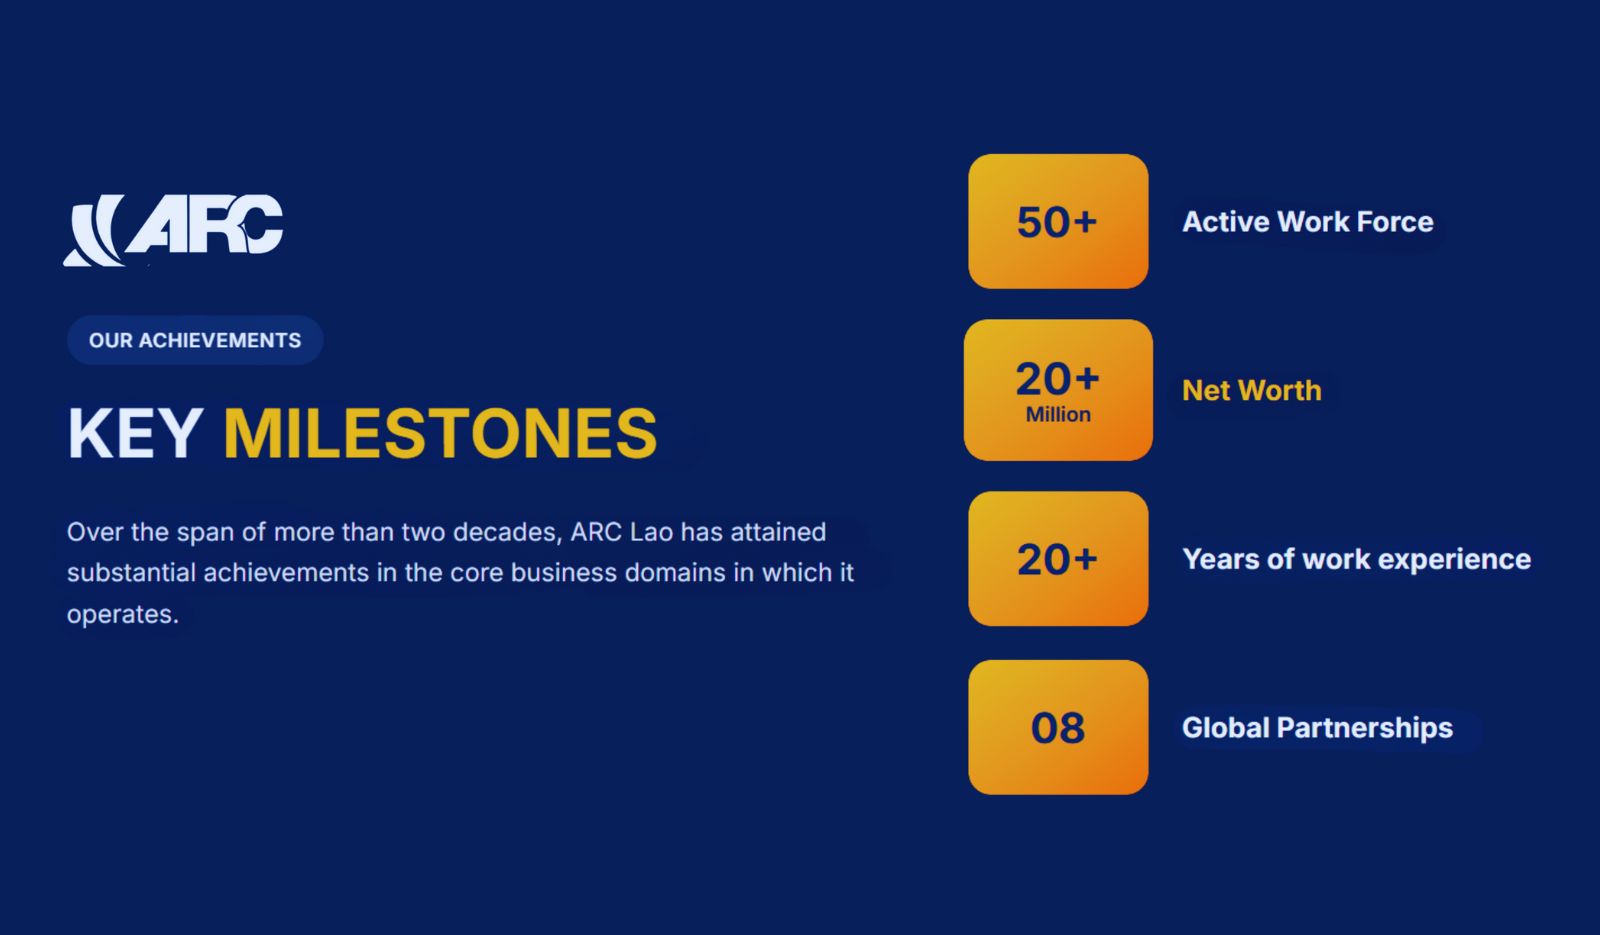 ARC
OUR ACHIEVEMENTS
KEY MILESTONES
Over the span of more than two decades, ARC Lao has attained
substantial achievements in the core business domains in which it
operates.
50+
Active Work Force
20+
Million
Net Worth
20+
Years of work experience
08
Global Partnerships